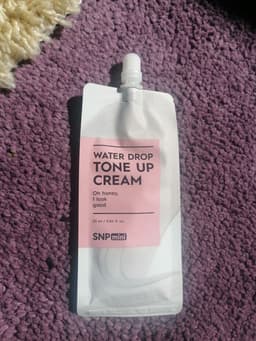 WATER DROP
TONE UP
CREAM
Oh honey,
I look
good
SNP mini